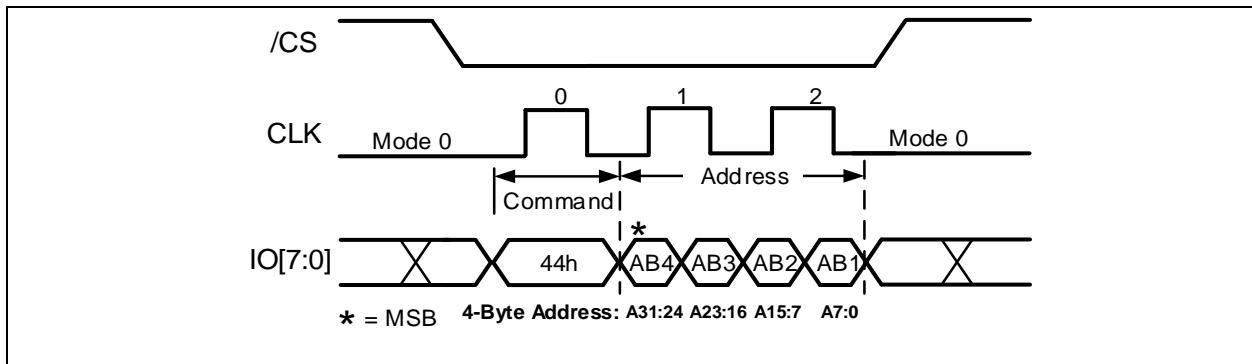 /CS
0 1 2
CLK
Mode 0
Mode 0
Address
Command
*
IO[7:0]
44h AB4 AB3 AB2 AB1
* = MSB
4-Byte Address: A31:24 A23:16 A15:7 A7:0